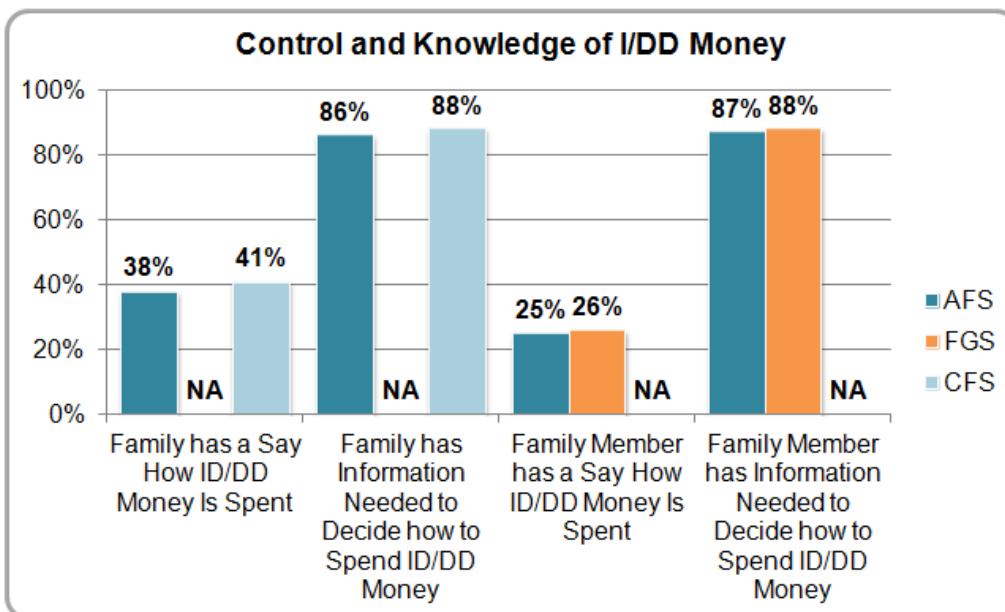 Control and Knowledge of I/DD Money
100%
80%
60%
40%
20%
0%
38%
NA
41%
86%
NA
88%
25%
26%
NA
87%
88%
NA
Family has a Say
How ID/DD
Money Is Spent
Family has
Information
Needed to
Decide how to
Spend ID/DD
Money
Family Member
has a Say How
ID/DD Money Is
Spent
Family Member
has Information
Needed to
Decide how to
Spend ID/DD
Money
AFS
FGS
CFS